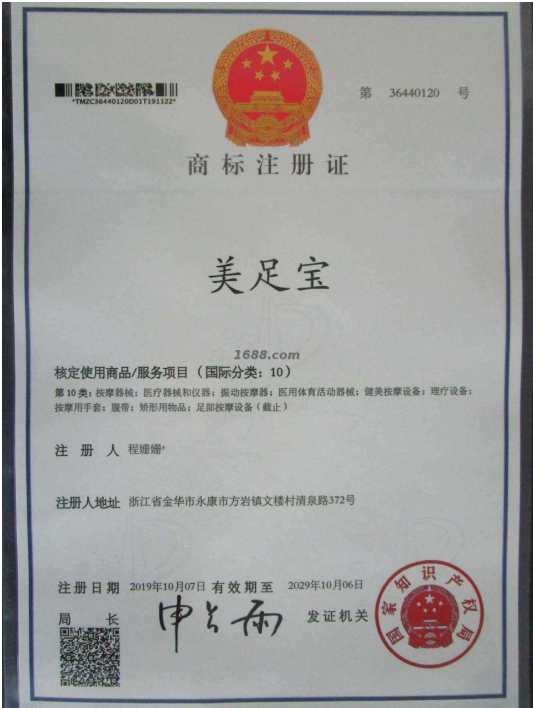 *TMZC36440120D01T191122*
第 36440120 号
商标注册证
美足宝
1688.com
核定使用商品/服务项目（国际分类：10）
第10类：按摩器械；医疗器械和仪器；振动按摩器；医用体育活动器械；健美按摩设备；理疗设备；
按摩用手套；腹带；矫形用物品；足部按摩设备（截止）
注册人 程姗姗
注册人地址 浙江省金华市永康市方岩镇文楼村清泉路372号
注册日期 2019年10月07日 有效期至 2029年10月06日
局长 申长雨 发证机关
国家知识产权局